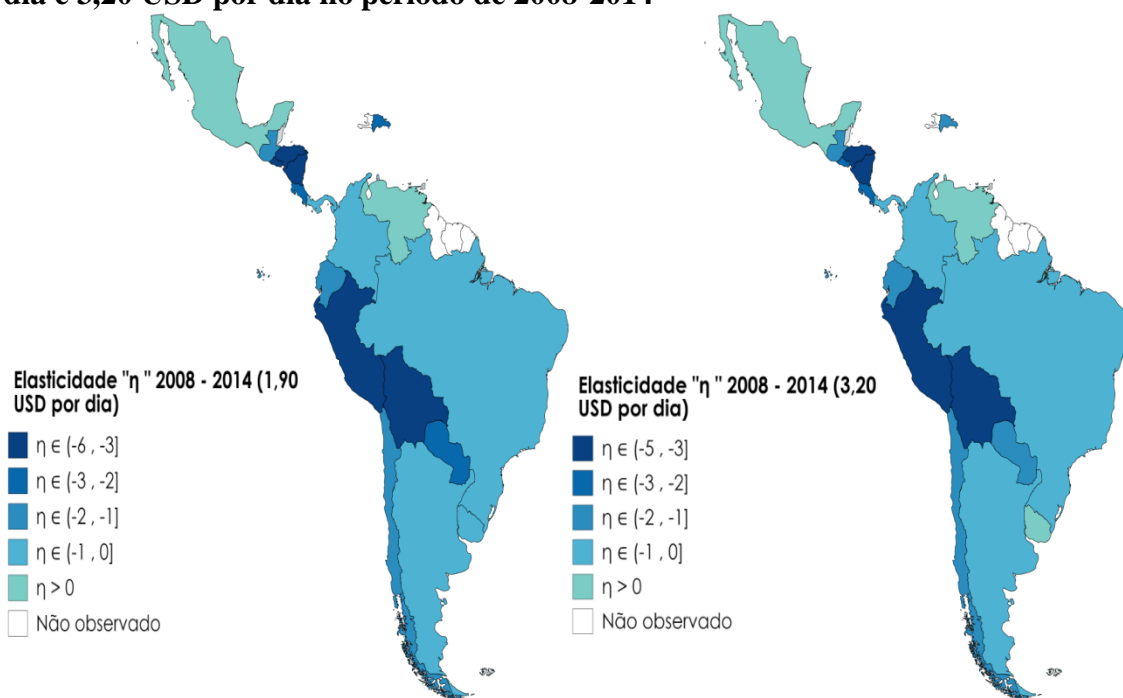 dia e 3,20 USD por dia no período de 2008-2014
Elasticidade "η " 2008 - 2014 (1,90
USD por dia)
η ∈ (-6 , -3]
η ∈ (-3 , -2]
η ∈ (-2 , -1]
η ∈ (-1 , 0]
η > 0
Não observado
Elasticidade "η " 2008 - 2014 (3,20
USD por dia)
η ∈ (-5 , -3]
η ∈ (-3 , -2]
η ∈ (-2 , -1]
η ∈ (-1 , 0]
η > 0
Não observado